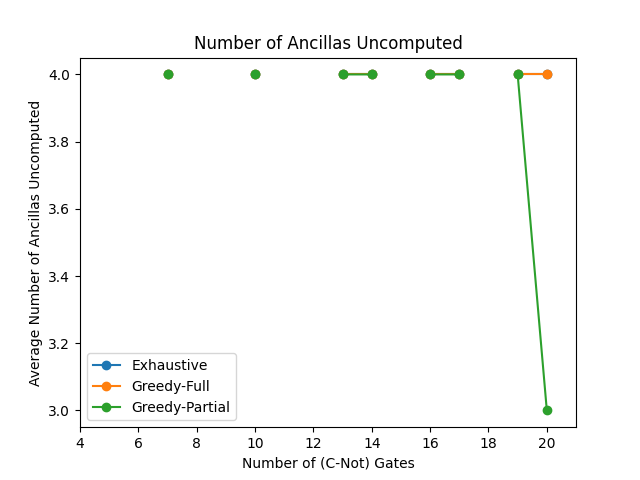 Number of Ancillas Uncomputed
Average Number of Ancillas Uncomputed
4.0
3.8
3.6
3.4
3.2
3.0
Exhaustive
Greedy-Full
Greedy-Partial
4 6 8 10 12 14 16 18 20
Number of (C-Not) Gates